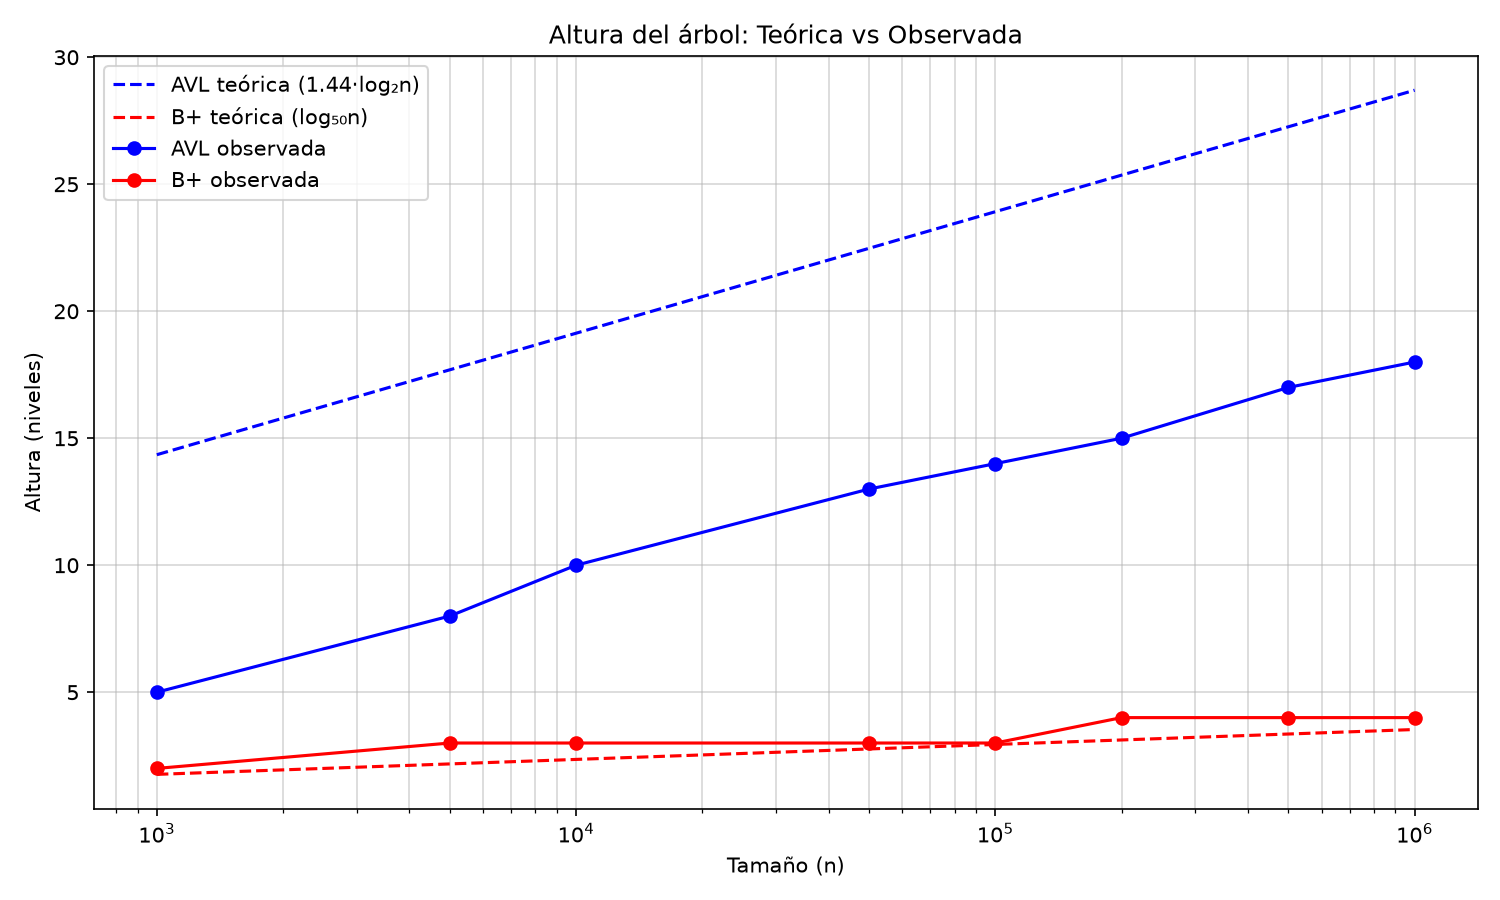 Altura del árbol: Teórica vs Observada
AVL teórica (1.44·log₂n)
B+ teórica (log₅₀n)
AVL observada
B+ observada
Altura (niveles)
30
25
20
15
10
5
10³
10⁴
10⁵
10⁶
Tamaño (n)